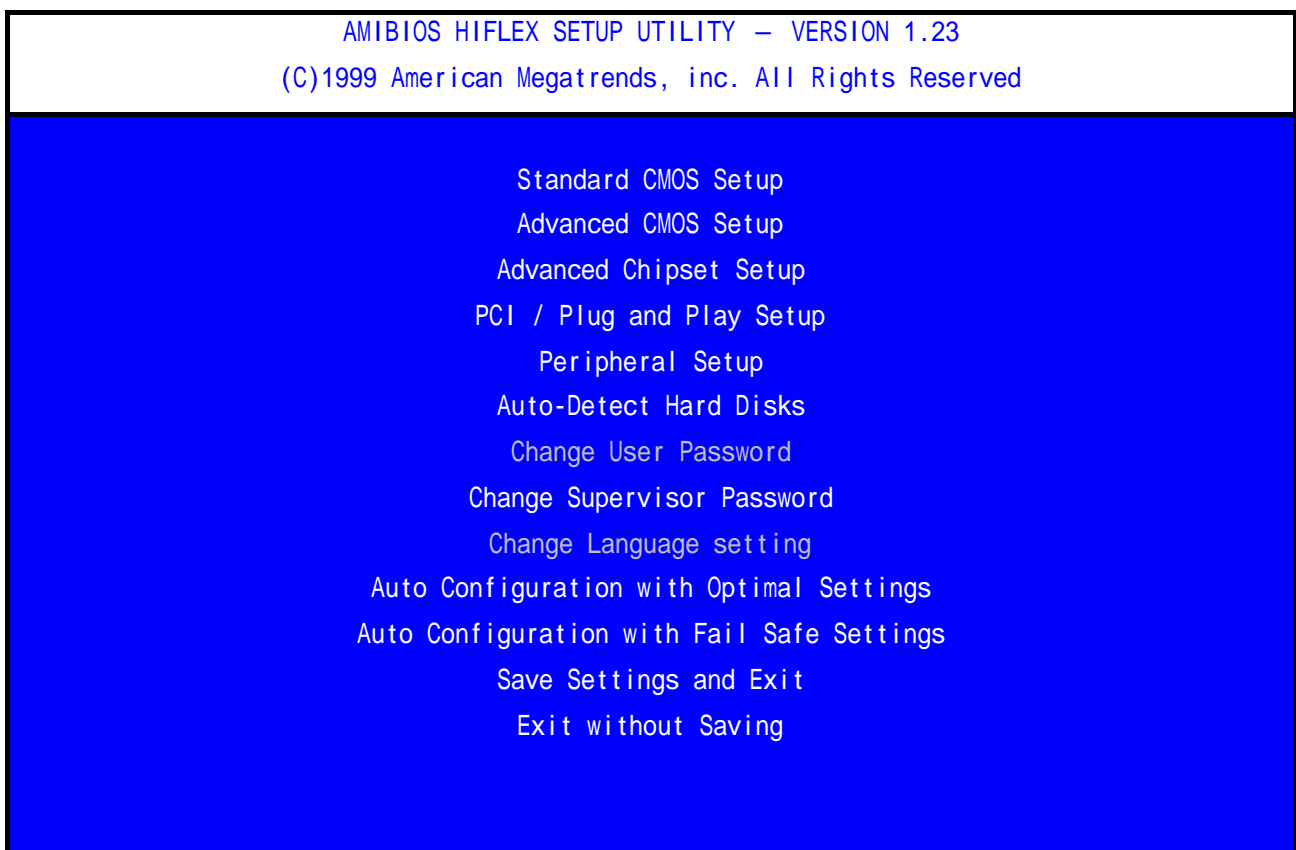 AMIBIOS HIFLEX SETUP UTILITY – VERSION 1.23
(C)1999 American Megatrends, inc. All Rights Reserved
Standard CMOS Setup
Advanced CMOS Setup
Advanced Chipset Setup
PCI / Plug and Play Setup
Peripheral Setup
Auto-Detect Hard Disks
Change User Password
Change Supervisor Password
Change Language setting
Auto Configuration with Optimal Settings
Auto Configuration with Fail Safe Settings
Save Settings and Exit
Exit without Saving